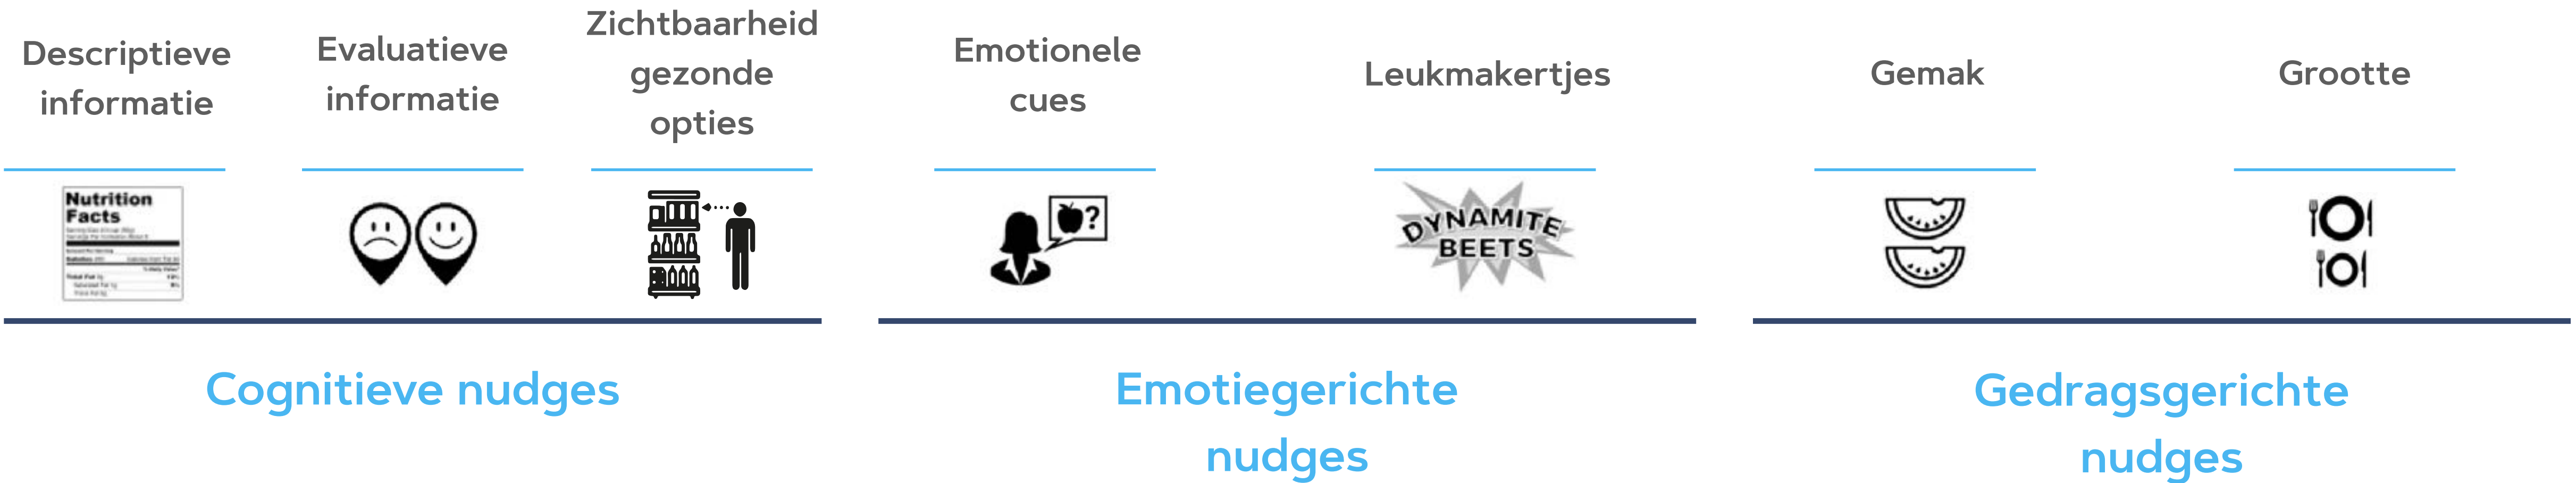 Descriptieve
informatie
Evaluatieve
informatie
Zichtbaarheid
gezonde
opties
Emotionele
cues
Leukmakertjes
Gemak
Grootte
Nutrition
Facts
?
DYNAMITE
BEETS
Cognitieve nudges
Emotiegerichte
nudges
Gedragsgerichte
nudges